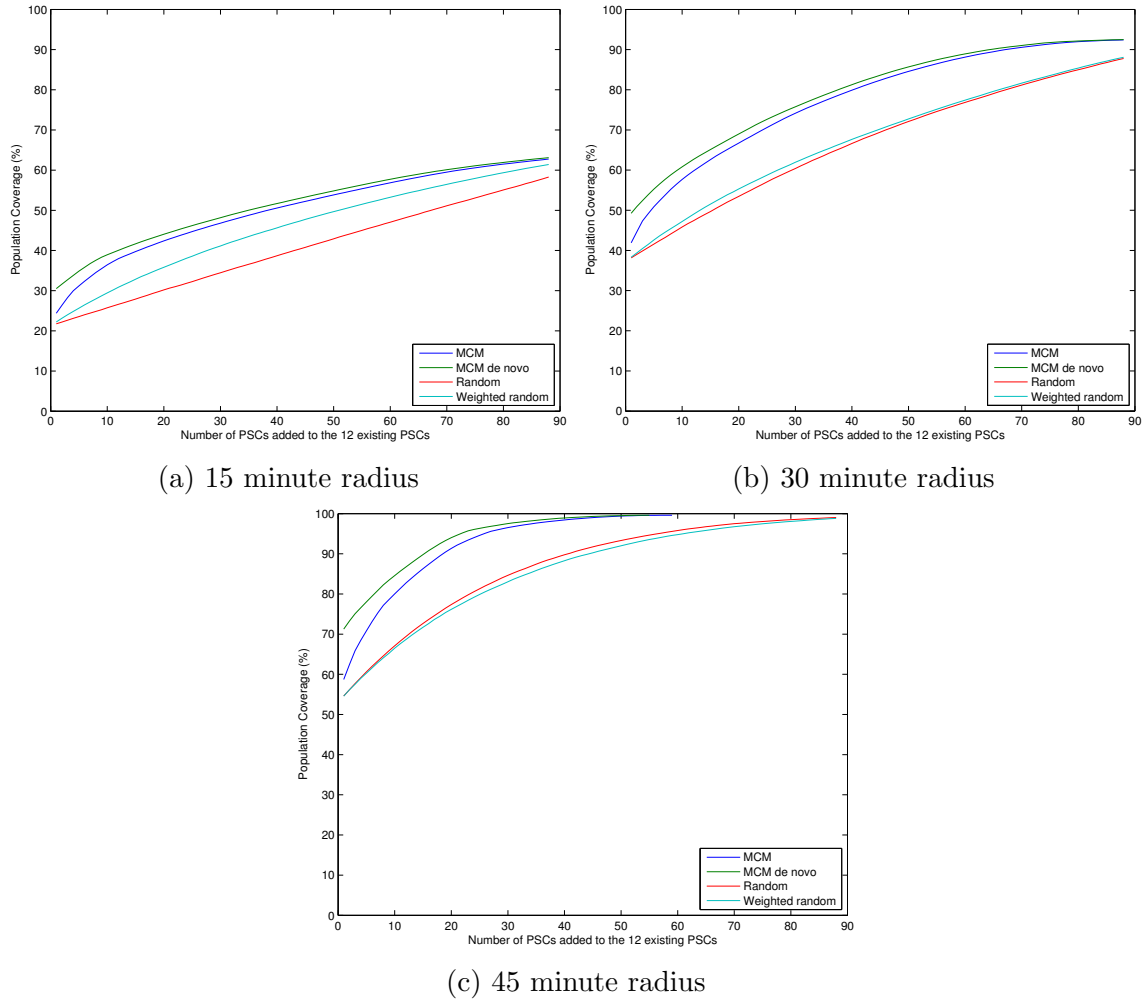 100
90
80
70
60
50
40
30
20
10
0
Population Coverage (%)
0 10 20 30 40 50 60 70 80 90
Number of PSCs added to the 12 existing PSCs
MCM
MCM de novo
Random
Weighted random
(a) 15 minute radius
100
90
80
70
60
50
40
30
20
10
0
Population Coverage (%)
0 10 20 30 40 50 60 70 80 90
Number of PSCs added to the 12 existing PSCs
MCM
MCM de novo
Random
Weighted random
(b) 30 minute radius
100
90
80
70
60
50
40
30
20
10
0
Population Coverage (%)
0 10 20 30 40 50 60 70 80 90
Number of PSCs added to the 12 existing PSCs
MCM
MCM de novo
Random
Weighted random
(c) 45 minute radius